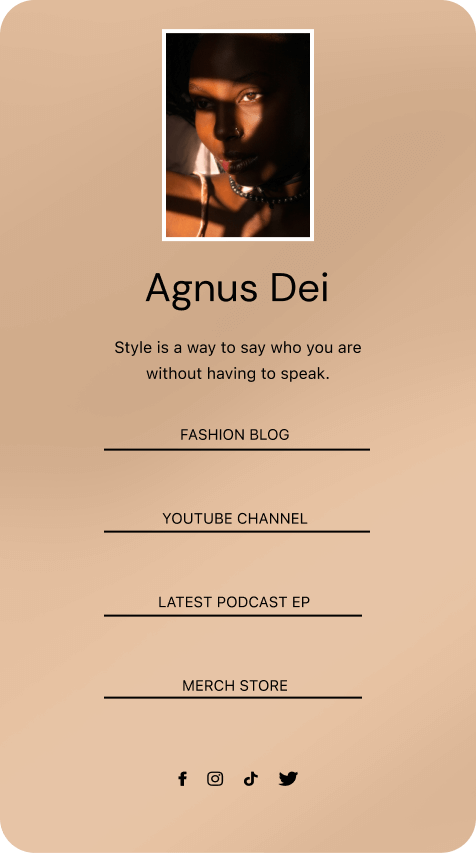 Agnus Dei
Style is a way to say who you are
without having to speak.
FASHION BLOG
YOUTUBE CHANNEL
LATEST PODCAST EP
MERCH STORE